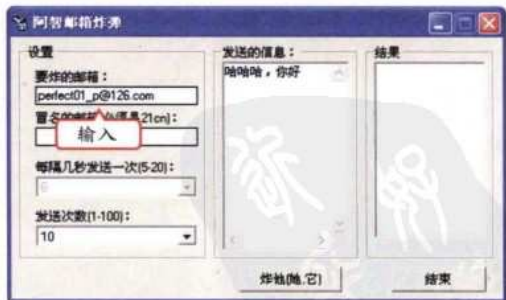 阿智邮箱炸弹
设置
要炸的邮箱：
perfect01_p@126.com
输入
每隔几秒发送一次(5-20)：
6
发送次数(1-100)：
10
发送的信息：
哈哈哈，你好
结果
炸他(她,它)
结束